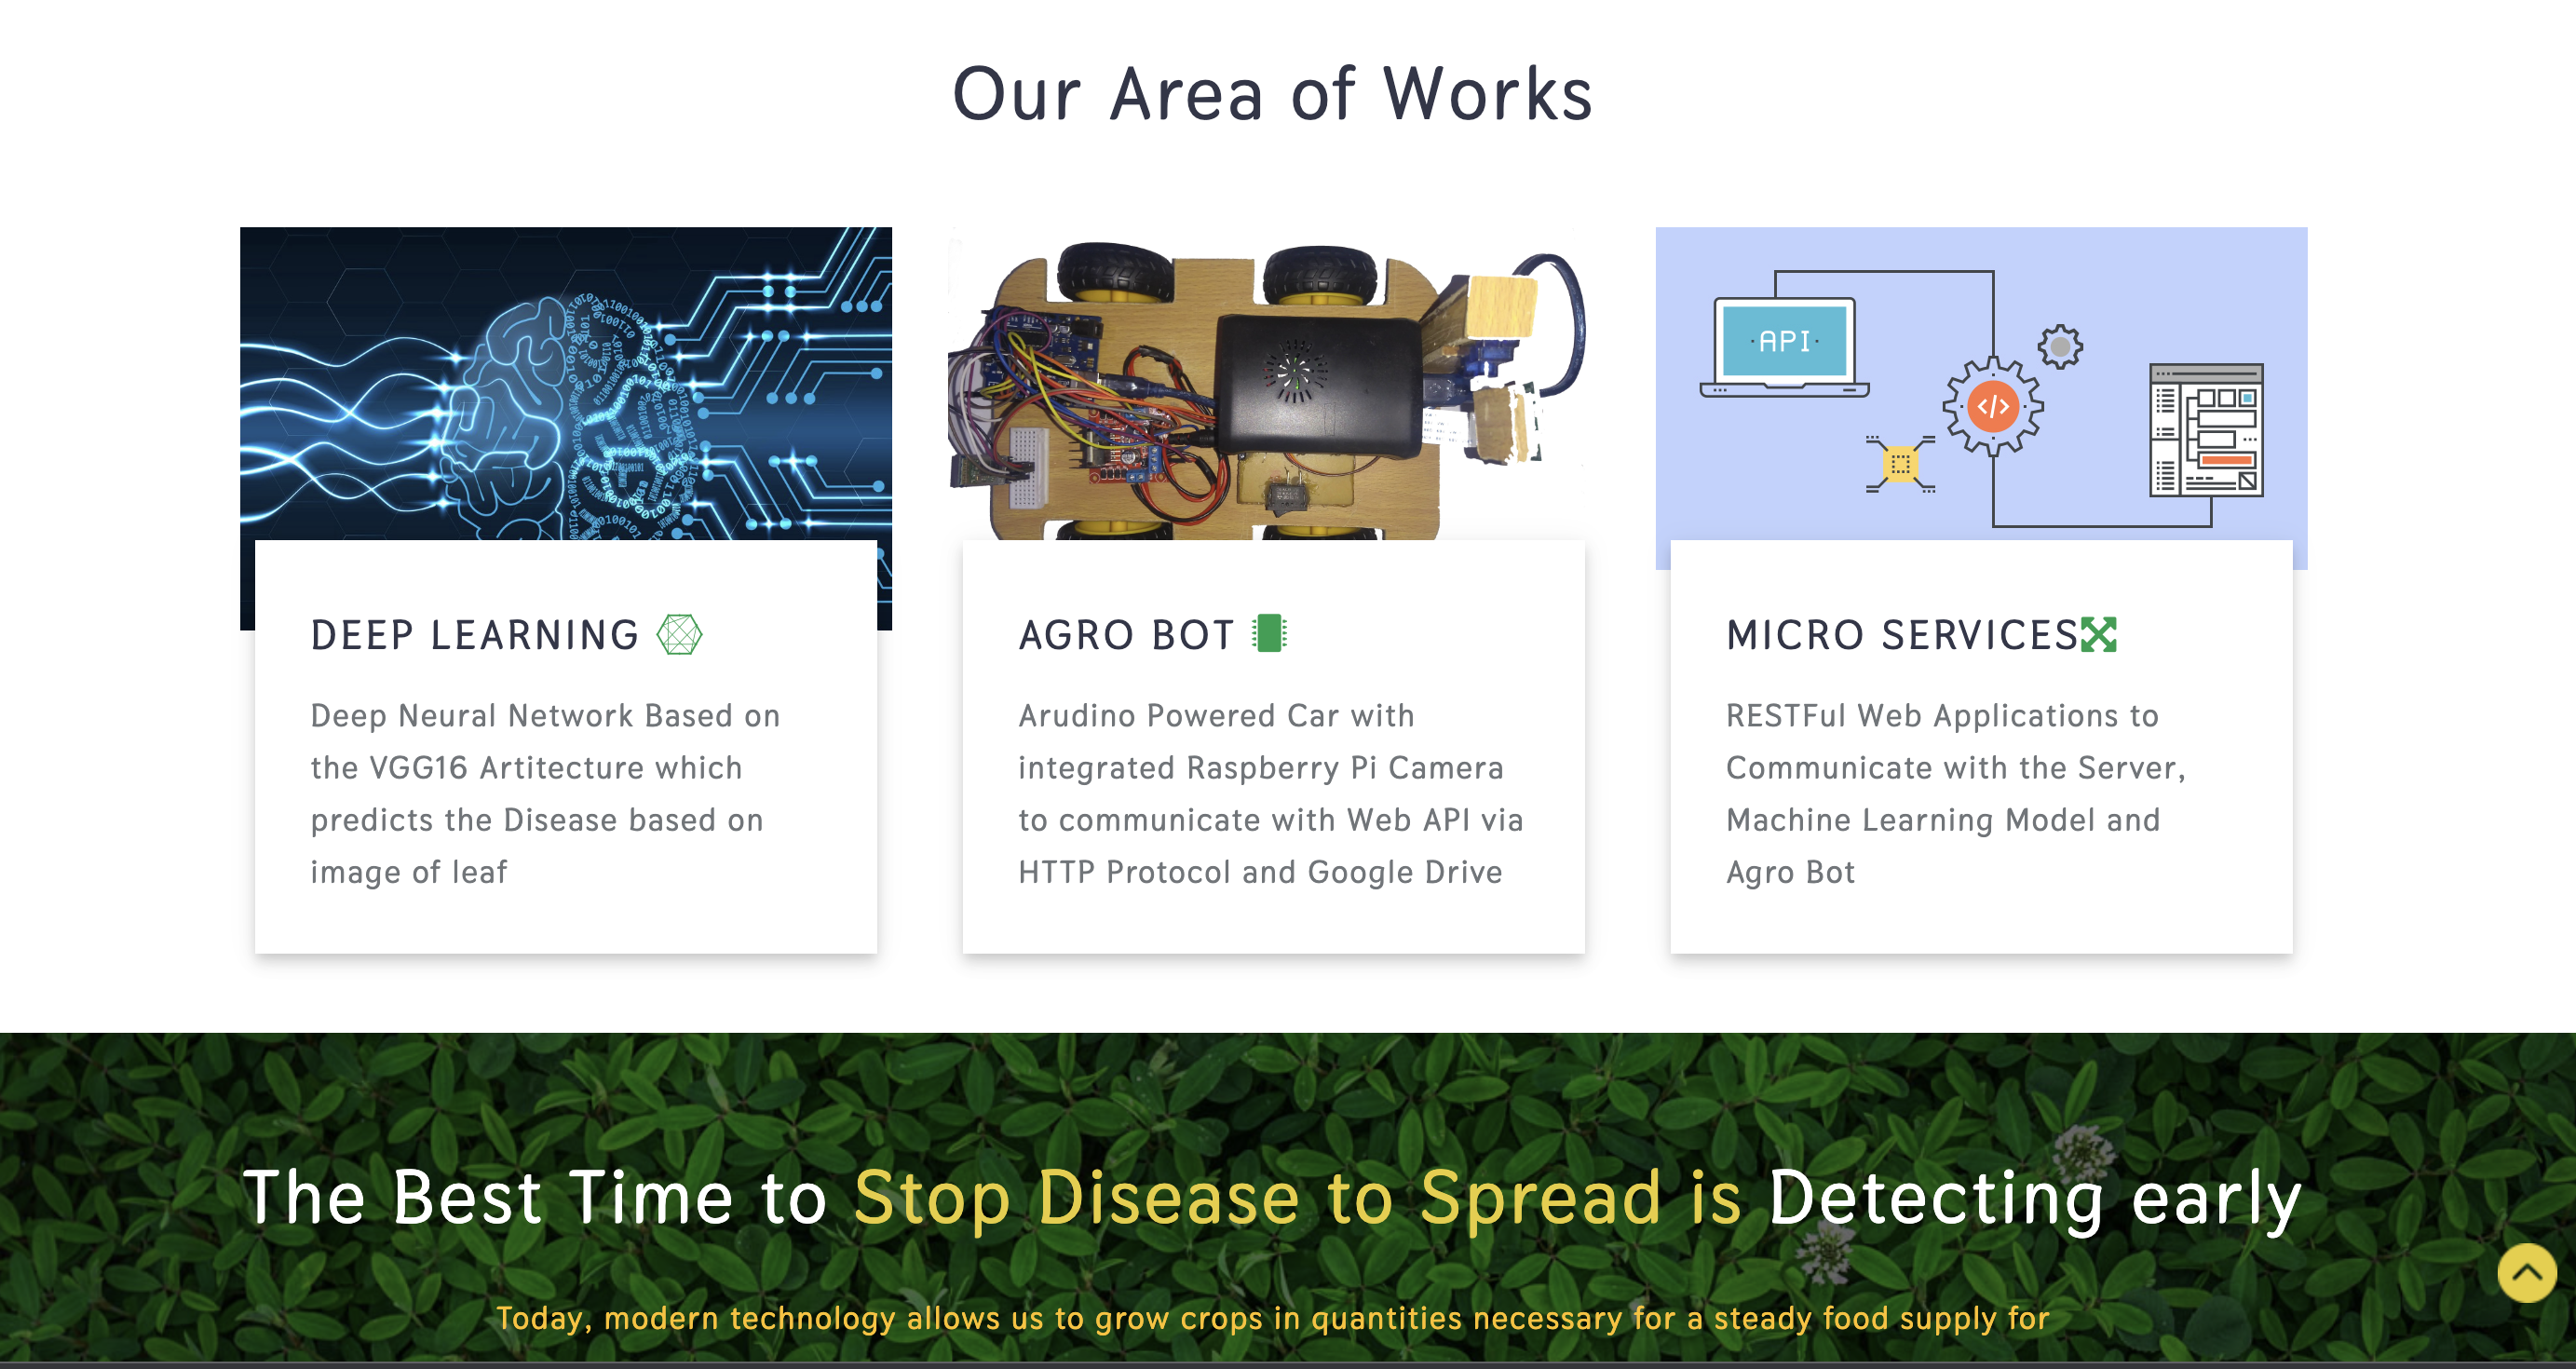 Our Area of Works
·API·
</>
DEEP LEARNING
Deep Neural Network Based on
the VGG16 Artitecture which
predicts the Disease based on
image of leaf
AGRO BOT
Arudino Powered Car with
integrated Raspberry Pi Camera
to communicate with Web API via
HTTP Protocol and Google Drive
MICRO SERVICES
RESTFul Web Applications to
Communicate with the Server,
Machine Learning Model and
Agro Bot
The Best Time to Stop Disease to Spread is Detecting early
Today, modern technology allows us to grow crops in quantities necessary for a steady food supply for